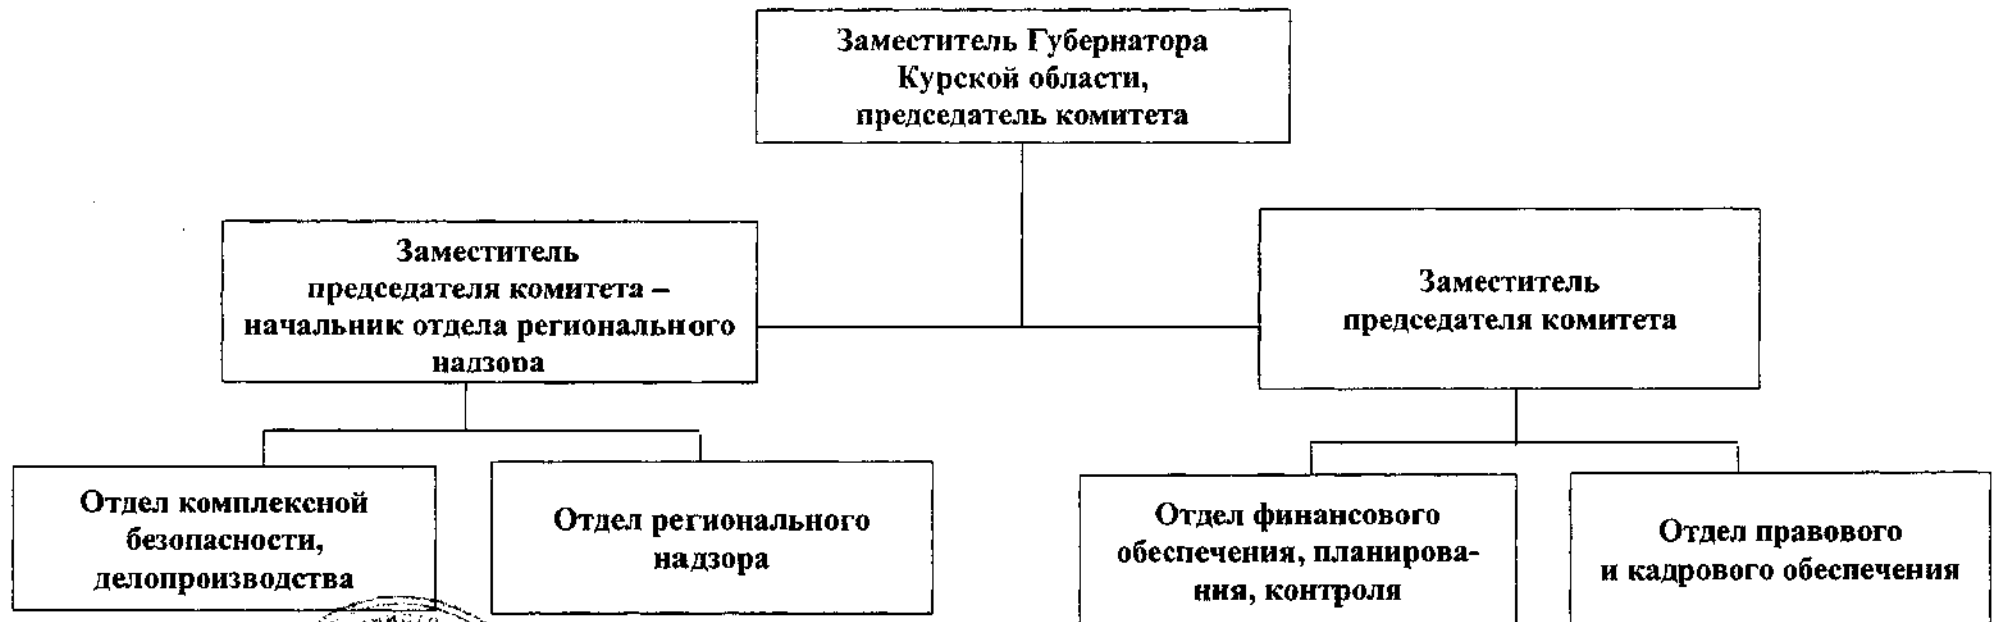 Заместитель Губернатора
Курской области,
председатель комитета
Заместитель
председателя комитета –
начальник отдела регионального
надзора
Заместитель
председателя комитета
Отдел комплексной
безопасности,
делопроизводства
Отдел регионального
надзора
Отдел финансового
обеспечения, планирова-
ния, контроля
Отдел правового
и кадрового обеспечения